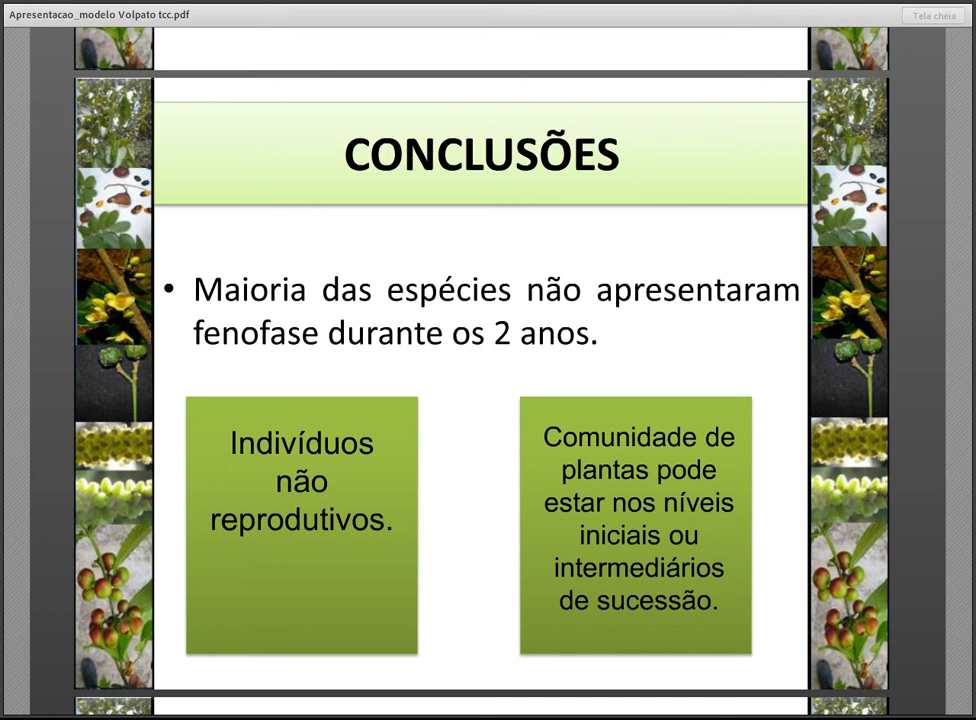 Apresentacao_modelo Volpato tcc.pdf
Tela cheia
CONCLUSÕES
• Maioria das espécies não apresentaram
fenofase durante os 2 anos.
Indivíduos
não
reprodutivos.
Comunidade de
plantas pode
estar nos níveis
iniciais ou
intermediários
de sucessão.